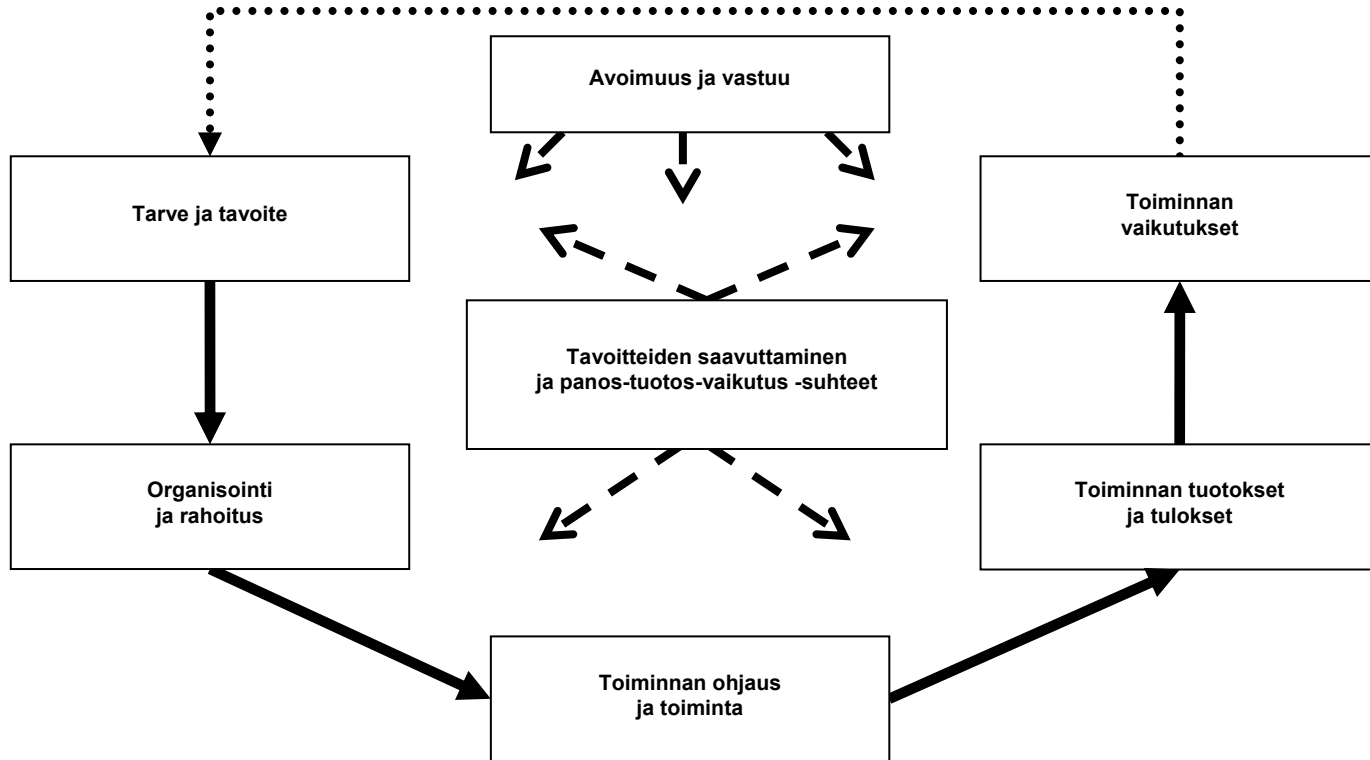 Avoimuus ja vastuu
Tarve ja tavoite
Toiminnan
vaikutukset
Tavoitteiden saavuttaminen
ja panos-tuotos-vaikutus -suhteet
Organisointi
ja rahoitus
Toiminnan tuotokset
ja tulokset
Toiminnan ohjaus
ja toiminta